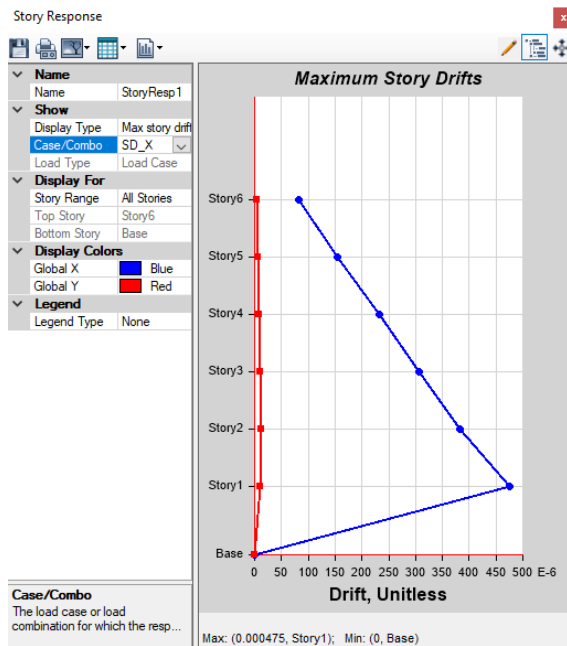 Story Response
x
Name
Name StoryResp1
Show
Display Type Max story drift
Case/Combo SD_X
Load Type Load Case
Display For
Story Range All Stories
Top Story Story6
Bottom Story Base
Display Colors
Global X Blue
Global Y Red
Legend
Legend Type None
Case/Combo
The load case or load
combination for which the resp...
Maximum Story Drifts
Story6
Story5
Story4
Story3
Story2
Story1
Base
0 50 100 150 200 250 300 350 400 450 500 E-6
Drift, Unitless
Max: (0.000475, Story1); Min: (0, Base)